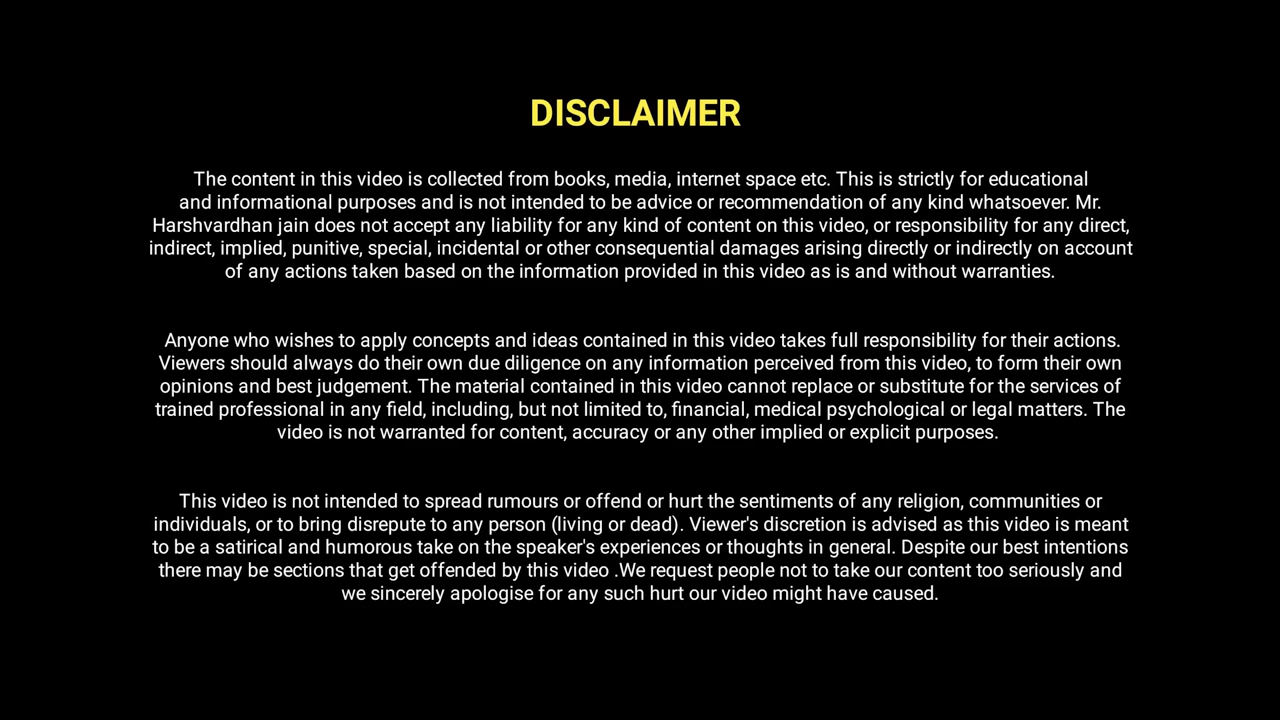 DISCLAIMER
The content in this video is collected from books, media, internet space etc. This is strictly for educational
and informational purposes and is not intended to be advice or recommendation of any kind whatsoever. Mr.
Harshvardhan jain does not accept any liability for any kind of content on this video, or responsibility for any direct,
indirect, implied, punitive, special, incidental or other consequential damages arising directly or indirectly on account
of any actions taken based on the information provided in this video as is and without warranties.
Anyone who wishes to apply concepts and ideas contained in this video takes full responsibility for their actions.
Viewers should always do their own due diligence on any information perceived from this video, to form their own
opinions and best judgement. The material contained in this video cannot replace or substitute for the services of
trained professional in any field, including, but not limited to, financial, medical psychological or legal matters. The
video is not warranted for content, accuracy or any other implied or explicit purposes.
This video is not intended to spread rumours or offend or hurt the sentiments of any religion, communities or
individuals, or to bring disrepute to any person (living or dead). Viewer's discretion is advised as this video is meant
to be a satirical and humorous take on the speaker's experiences or thoughts in general. Despite our best intentions
there may be sections that get offended by this video .We request people not to take our content too seriously and
we sincerely apologise for any such hurt our video might have caused.